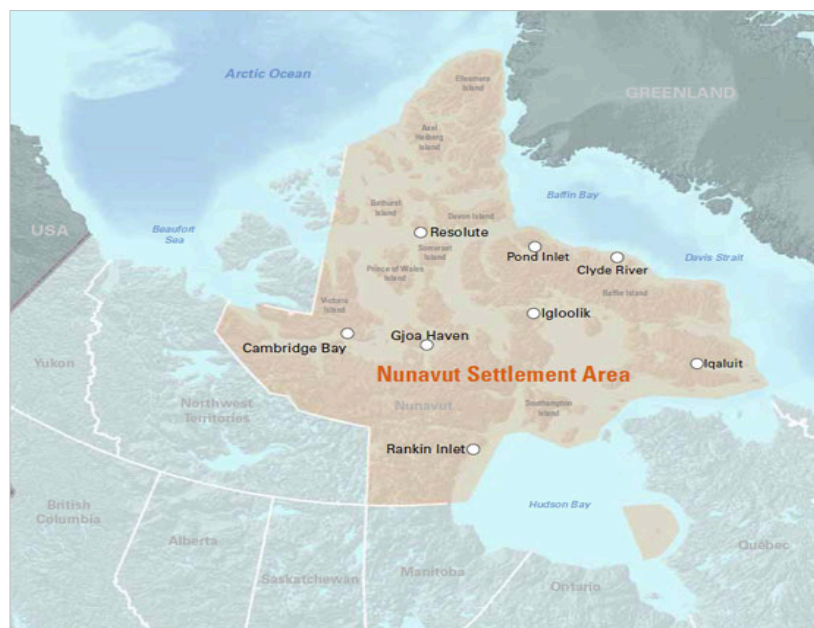 Arctic Ocean
Ellesmere
Island
GREENLAND
Axel
Heiberg
Island
Baffin Bay
Bathurst
Island
Devon Island
USA
Beaufort
Sea
Resolute
Somerset
Island
Pond Inlet
Clyde River
Davis Strait
Prince of Wales
Island
Baffin Island
Victoria
Island
Igloolik
Cambridge Bay
Gjoa Haven
Yukon
Iqaluit
Nunavut Settlement Area
Northwest
Territories
Nunavut
Southampton
Island
Rankin Inlet
British
Columbia
Hudson Bay
Alberta
Saskatchewan
Manitoba
Ontario
Québec